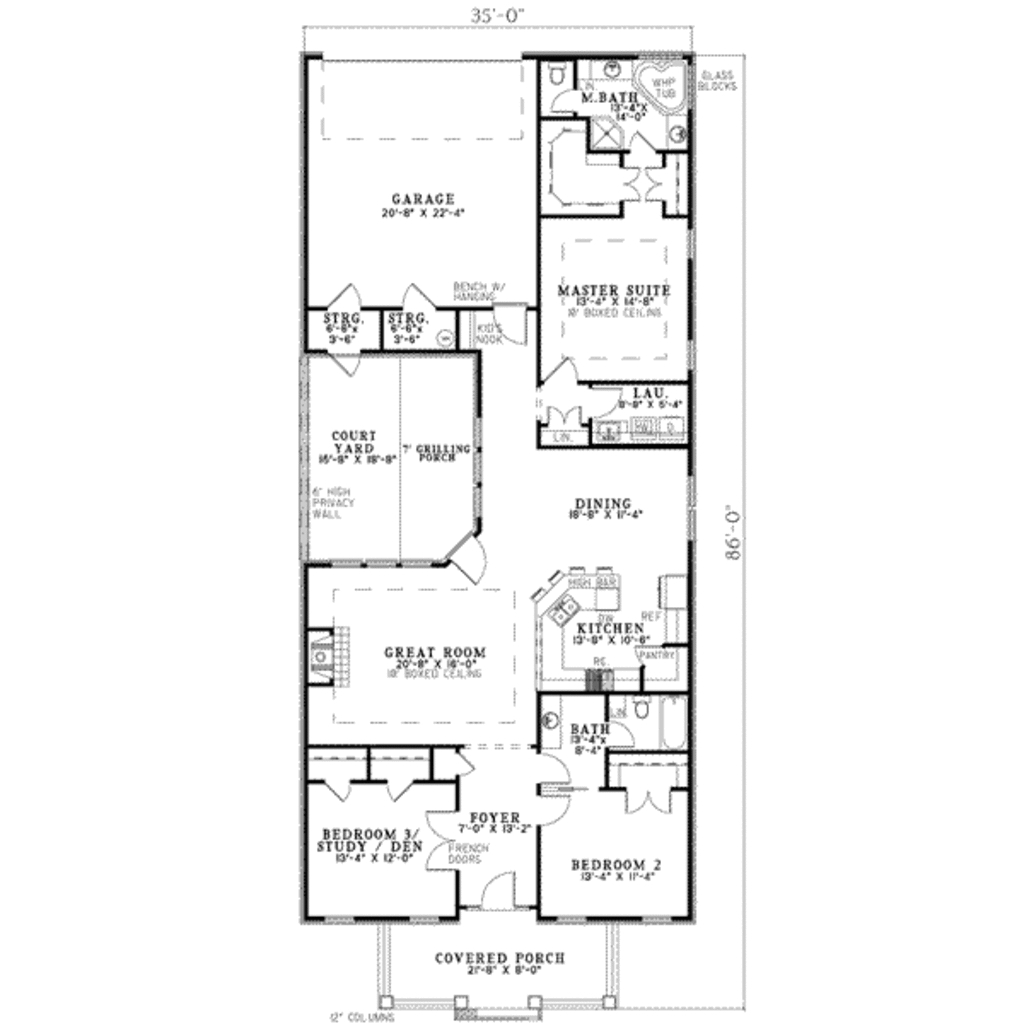 35'-0"
GLASS
BLOCKS
WHP
TUB
LIN.
M.BATH
13'-4"X
14'-0"
GARAGE
20'-8" X 22'-4"
BENCH W/
HANGING
MASTER SUITE
13'-4" X 14'-8"
10' BOXED CEILING
STRG.
6'-6"x
3'-6"
STRG.
6'-6"x
3'-6"
KID'S
NOOK
LAU.
8'-8" X 5'-4"
D.
LIN.
COURT
YARD
16'-8" X 18'-8"
7' GRILLING
PORCH
6' HIGH
PRIVACY
WALL
DINING
18'-8" X 11'-4"
86'-0"
HIGH BAR
DW
REF.
KITCHEN
13'-8" X 10'-6"
PANTRY
RG.
GREAT ROOM
20'-8" X 16'-0"
10' BOXED CEILING
LIN.
BATH
13'-4"x
8'-4"
FOYER
7'-0" X 13'-2"
FRENCH
DOORS
BEDROOM 3/
STUDY / DEN
13'-4" X 12'-0"
BEDROOM 2
13'-4" X 11'-4"
COVERED PORCH
21'-8" X 8'-0"
12" COLUMNS